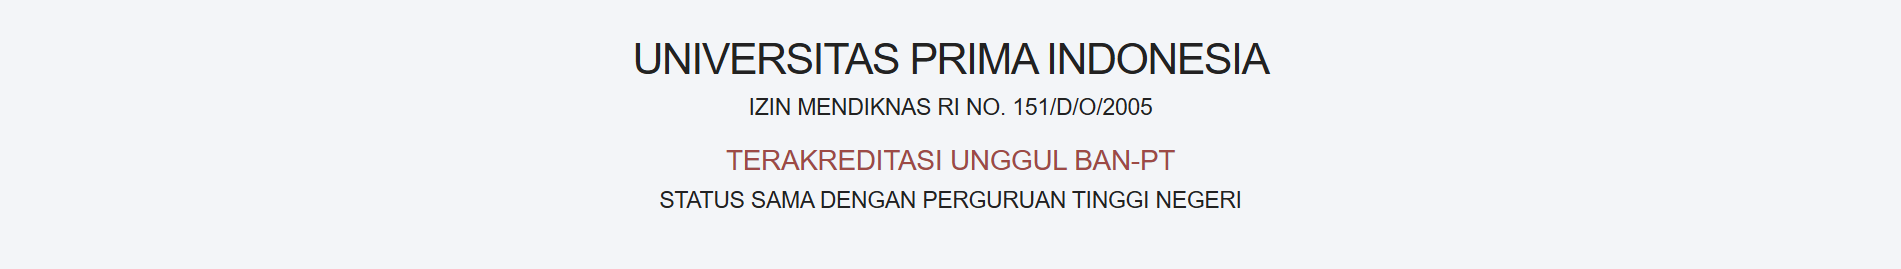 UNIVERSITAS PRIMA INDONESIA
IZIN MENDIKNAS RI NO. 151/D/O/2005
TERAKREDITASI UNGGUL BAN-PT
STATUS SAMA DENGAN PERGURUAN TINGGI NEGERI